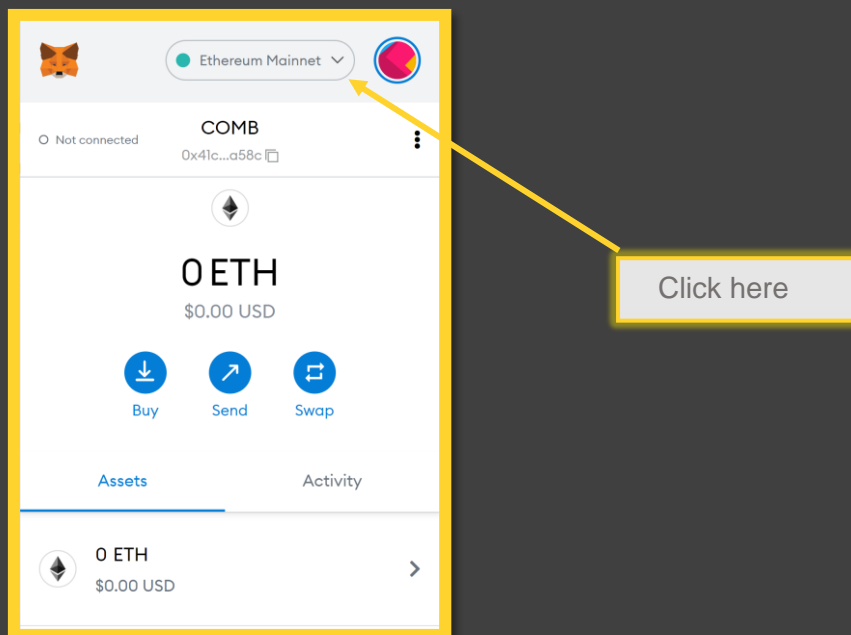 Ethereum Mainnet
Not connected
COMB
0x41c...a58c
0 ETH
$0.00 USD
Click here
Buy Send Swap
Assets Activity
0 ETH
$0.00 USD